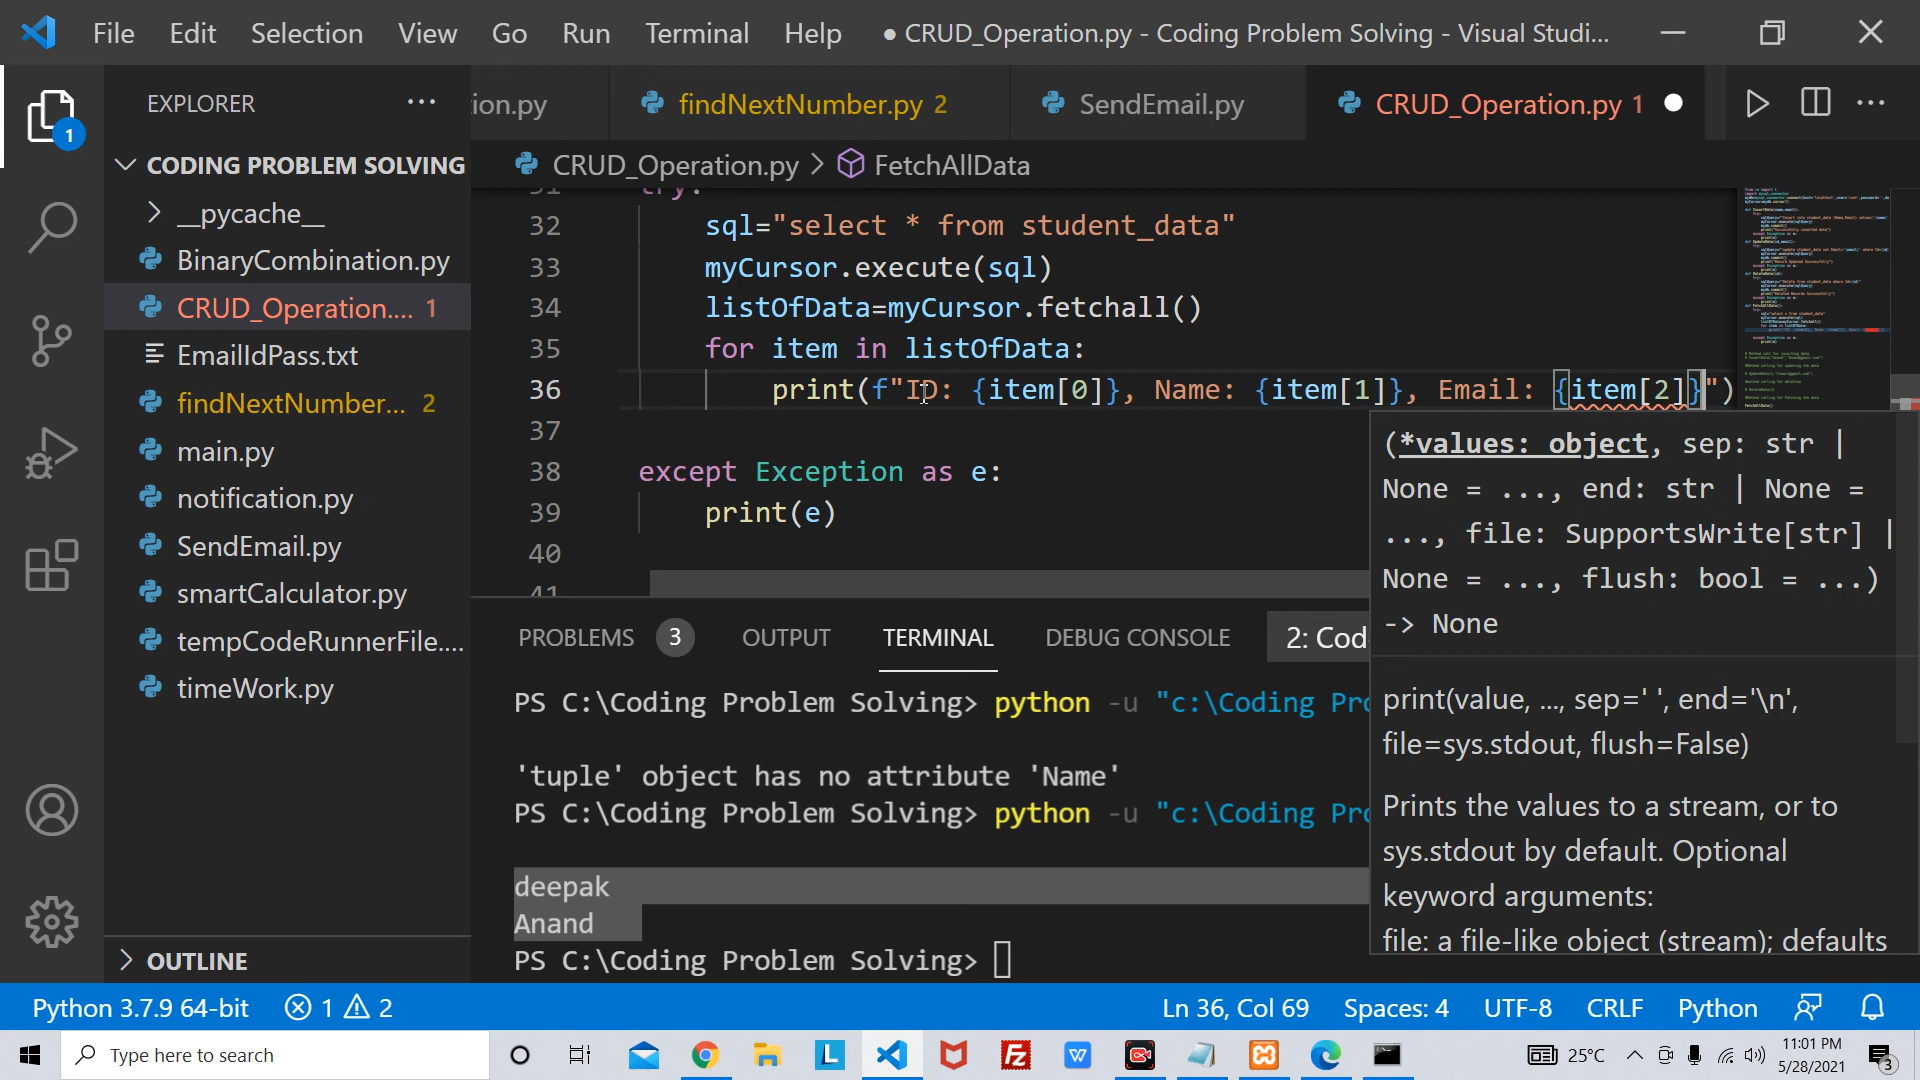 File Edit Selection View Go Run Terminal Help ● CRUD_Operation.py - Coding Problem Solving - Visual Studi...
EXPLORER ...
ion.py findNextNumber.py 2 SendEmail.py CRUD_Operation.py 1
CRUD_Operation.py > FetchAllData
CODING PROBLEM SOLVING
__pycache__
BinaryCombination.py
CRUD_Operation.... 1
EmailIdPass.txt
findNextNumber... 2
main.py
notification.py
SendEmail.py
smartCalculator.py
tempCodeRunnerFile....
timeWork.py
OUTLINE
1
31 try:
32 sql="select * from student_data"
33 myCursor.execute(sql)
34 listOfData=myCursor.fetchall()
35 for item in listOfData:
36 print(f"ID: {item[0]}, Name: {item[1]}, Email: {item[2]}")
37
38 except Exception as e:
39 print(e)
40
41
(*values: object, sep: str |
None = ..., end: str | None =
..., file: SupportsWrite[str] |
None = ..., flush: bool = ...)
-> None
print(value, ..., sep=' ', end='\n',
file=sys.stdout, flush=False)
Prints the values to a stream, or to
sys.stdout by default. Optional
keyword arguments:
file: a file-like object (stream); defaults
PROBLEMS 3 OUTPUT TERMINAL DEBUG CONSOLE 2: Cod
PS C:\Coding Problem Solving> python -u "c:\Coding Pro
'tuple' object has no attribute 'Name'
PS C:\Coding Problem Solving> python -u "c:\Coding Pro
deepak
Anand
PS C:\Coding Problem Solving>
Python 3.7.9 64-bit 1 2 Ln 36, Col 69 Spaces: 4 UTF-8 CRLF Python
Type here to search
25°C
11:01 PM
5/28/2021
3